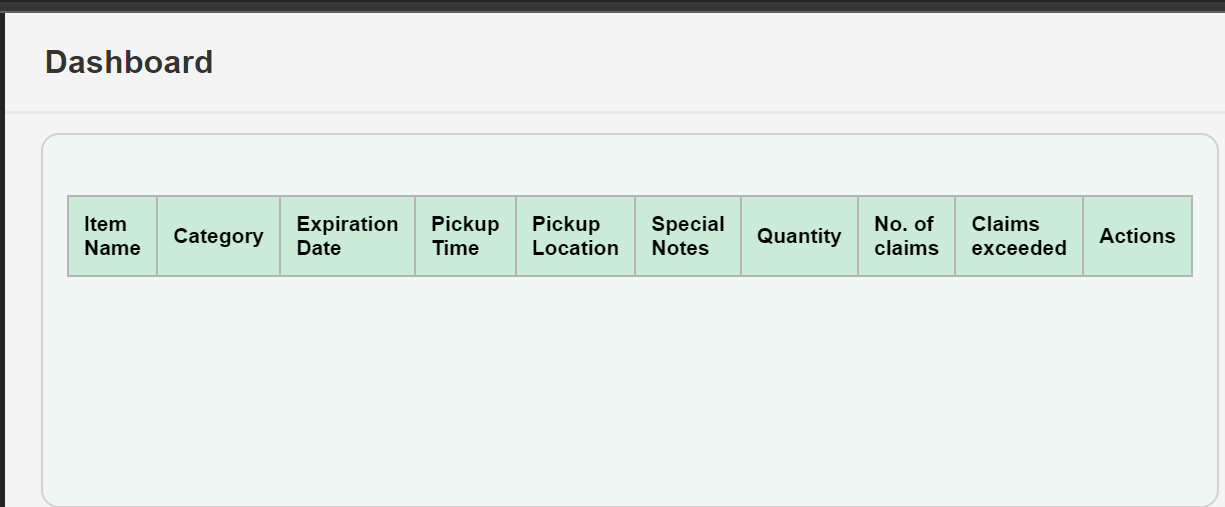 Dashboard
Item Name
Category
Expiration Date
Pickup Time
Pickup Location
Special Notes
Quantity
No. of claims
Claims exceeded
Actions